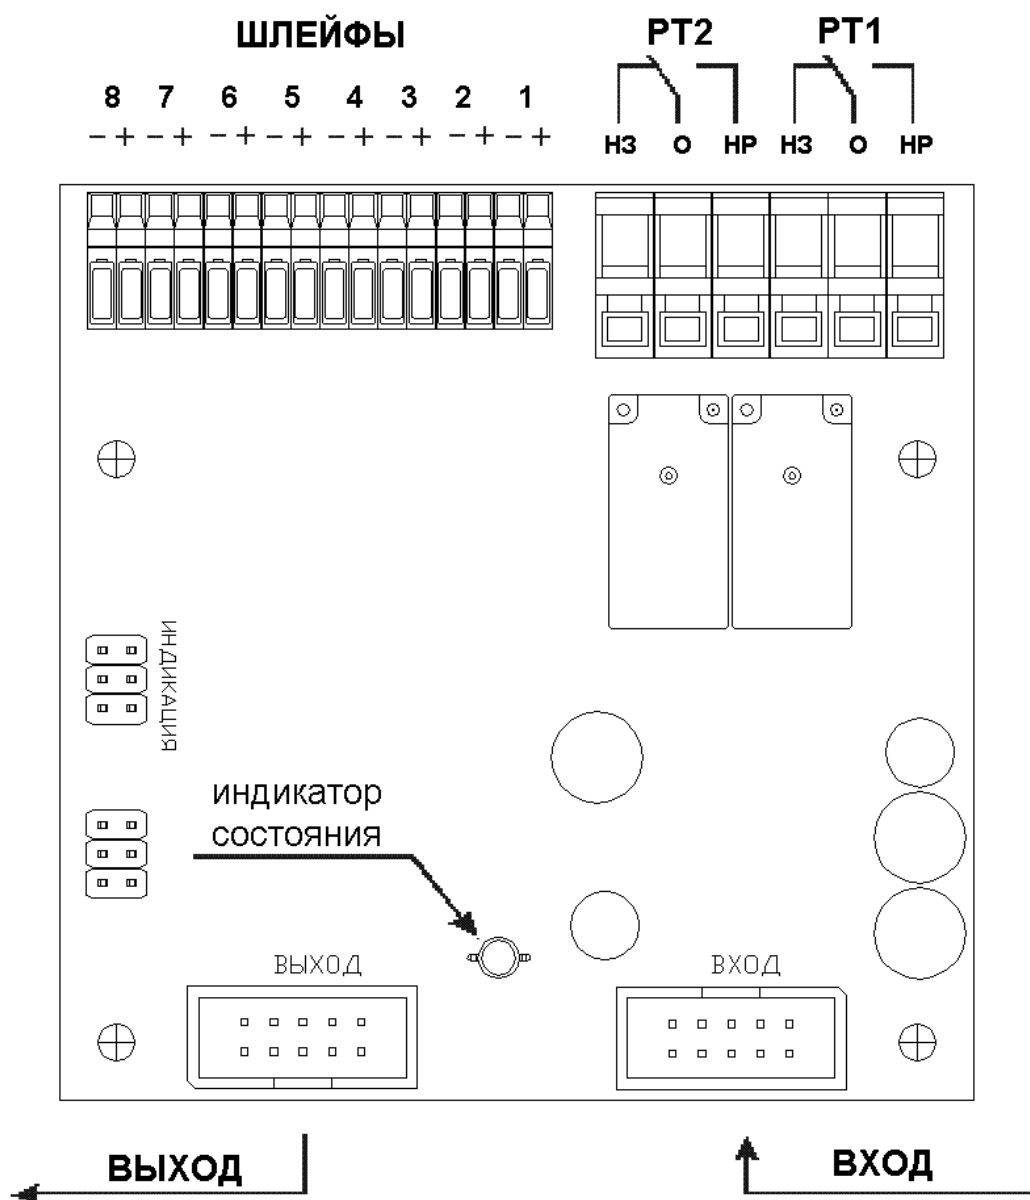 ШЛЕЙФЫ РТ2 РТ1
8 7 6 5 4 3 2 1
− + − + − + − + − + − + − + − +
НЗ О НР НЗ О НР
ИНДИКАЦИЯ
индикатор
состояния
ВЫХОД ВХОД
ВЫХОД ВХОД